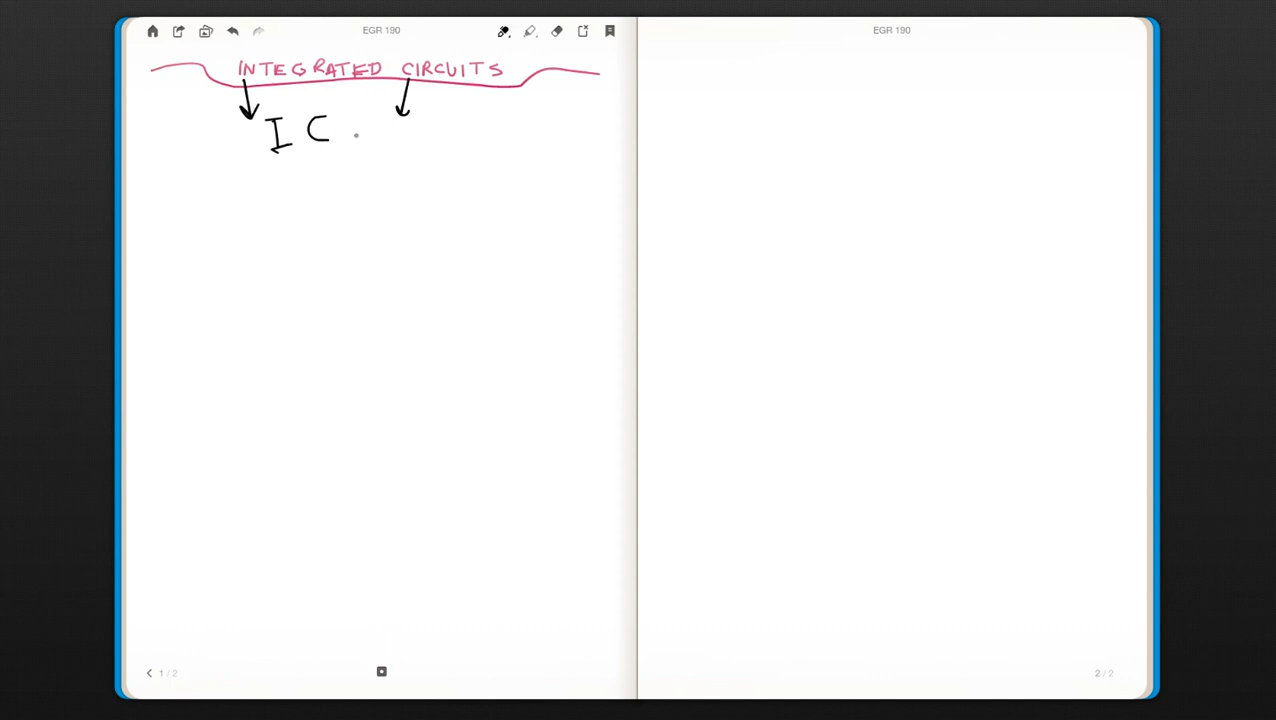 EGR 190
EGR 190
INTEGRATED CIRCUITS
I C
1 / 2
2 / 2